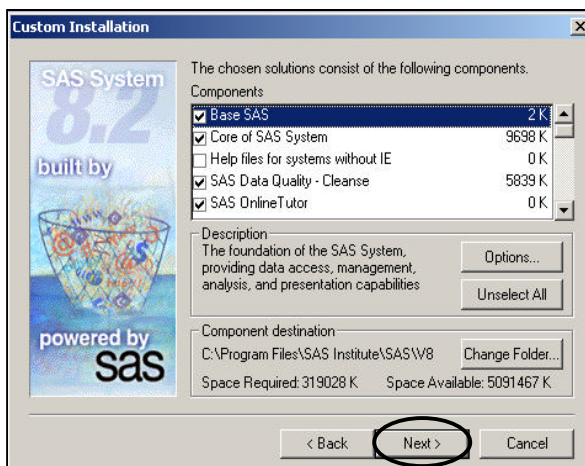 Custom Installation
SAS System
8.2
built by
powered by
sas
The chosen solutions consist of the following components.
Components
Base SAS 2 K
Core of SAS System 9698 K
Help files for systems without IE 0 K
SAS Data Quality - Cleanse 5839 K
SAS OnlineTutor 0 K
Description
The foundation of the SAS System,
providing data access, management,
analysis, and presentation capabilities
Options...
Unselect All
Component destination
C:\Program Files\SAS Institute\SAS\V8
Change Folder...
Space Required: 319028 K Space Available: 5091467 K
< Back Next > Cancel